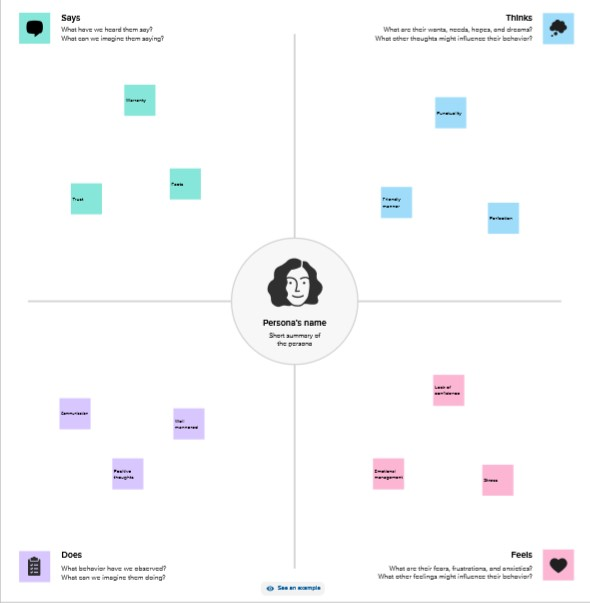 Says
What have we heard them say?
What can we imagine them saying?
Thinks
What are their wants, needs, hopes, and dreams?
What other thoughts might influence their behavior?
Warranty
Trust
Feels
Punctuality
Friendly
manner
Perfection
Persona's name
Short summary of
the persona
Communication
Well
mannered
Positive
thoughts
Lack of
confidence
Emotional
management
Stress
Does
What behavior have we observed?
What can we imagine them doing?
See an example
Feels
What are their fears, frustrations, and anxieties?
What other feelings might influence their behavior?